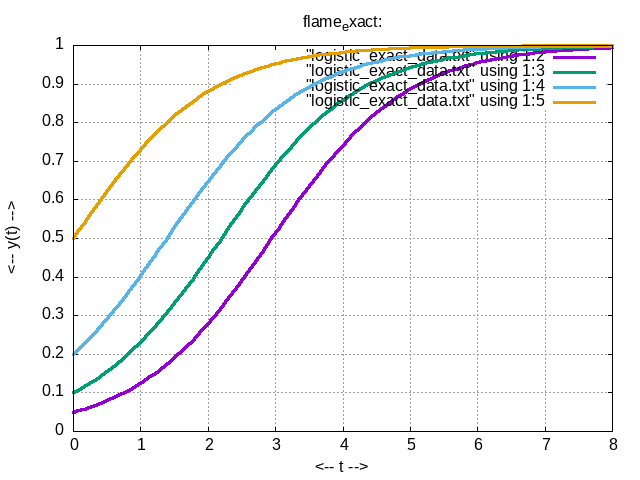 flame_exact:
"logistic_exact_data.txt" using 1:2
"logistic_exact_data.txt" using 1:3
"logistic_exact_data.txt" using 1:4
"logistic_exact_data.txt" using 1:5
1
0.9
0.8
0.7
0.6
0.5
0.4
0.3
0.2
0.1
0
<-- y(t) -->
0 1 2 3 4 5 6 7 8
<-- t -->